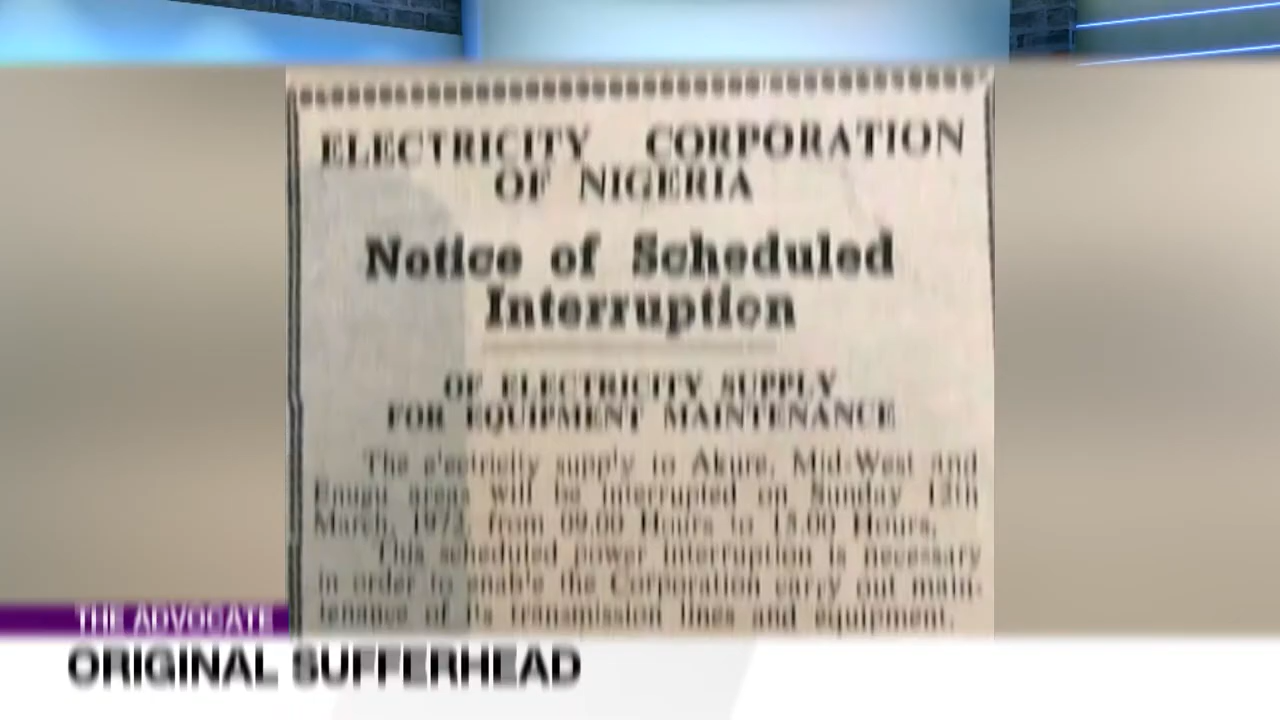 ELECTRICITY CORPORATION
OF NIGERIA
Notice of Scheduled
Interruption
OF ELECTRICITY SUPPLY
FOR EQUIPMENT MAINTENANCE
The electricity supply to Akure, Mid-West and
Enugu areas will be interrupted on Sunday 12th
March, 1972 from 09.00 Hours to 15.00 Hours.
This scheduled power interruption is necessary
in order to enable the Corporation carry out main-
tenance of its transmission lines and equipment.
THE ADVOCATE
ORIGINAL SUFFERHEAD